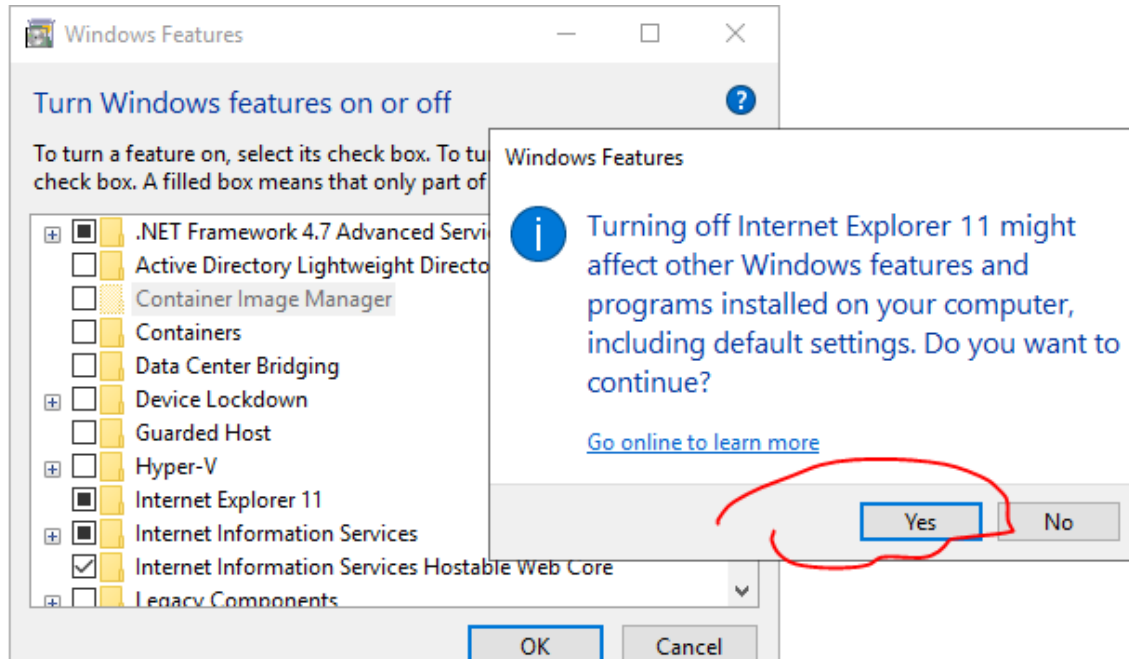 Windows Features
Turn Windows features on or off
To turn a feature on, select its check box. To tu
check box. A filled box means that only part of
.NET Framework 4.7 Advanced Servi
Active Directory Lightweight Directo
Container Image Manager
Containers
Data Center Bridging
Device Lockdown
Guarded Host
Hyper-V
Internet Explorer 11
Internet Information Services
Internet Information Services Hostable Web Core
Legacy Components
OK
Cancel
Windows Features
Turning off Internet Explorer 11 might
affect other Windows features and
programs installed on your computer,
including default settings. Do you want to
continue?
Go online to learn more
Yes
No